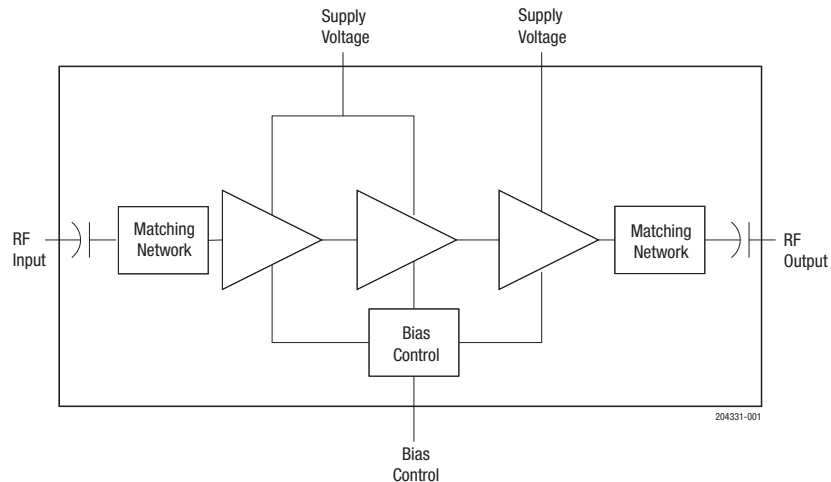 Supply
Voltage
Supply
Voltage
RF
Input
Matching
Network
Matching
Network
RF
Output
Bias
Control
204331-001
Bias
Control